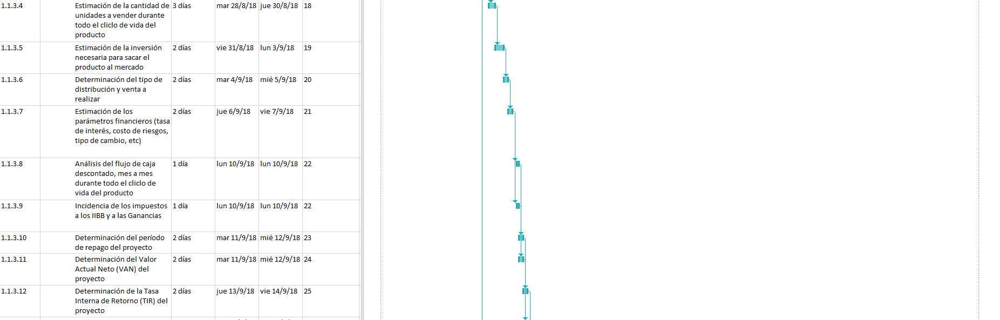 1.1.3.4 Estimación de la cantidad de 3 días mar 28/8/18 jue 30/8/18 18
unidades a vender durante
todo el cliclo de vida del
producto
1.1.3.5 Estimación de la inversión 2 días vie 31/8/18 lun 3/9/18 19
necesaria para sacar el
producto al mercado
1.1.3.6 Determinación del tipo de 2 días mar 4/9/18 mié 5/9/18 20
distribución y venta a
realizar
1.1.3.7 Estimación de los 2 días jue 6/9/18 vie 7/9/18 21
parámetros financieros (tasa
de interés, costo de riesgos,
tipo de cambio, etc)
1.1.3.8 Análisis del flujo de caja 1 día lun 10/9/18 lun 10/9/18 22
descontado, mes a mes
durante todo el cliclo de
vida del producto
1.1.3.9 Incidencia de los impuestos 1 día lun 10/9/18 lun 10/9/18 22
a los IIBB y a las Ganancias
1.1.3.10 Determinación del período 2 días mar 11/9/18 mié 12/9/18 23
de repago del proyecto
1.1.3.11 Determinación del Valor 2 días mar 11/9/18 mié 12/9/18 24
Actual Neto (VAN) del
proyecto
1.1.3.12 Determinación de la Tasa 2 días jue 13/9/18 vie 14/9/18 25
Interna de Retorno (TIR) del
proyecto